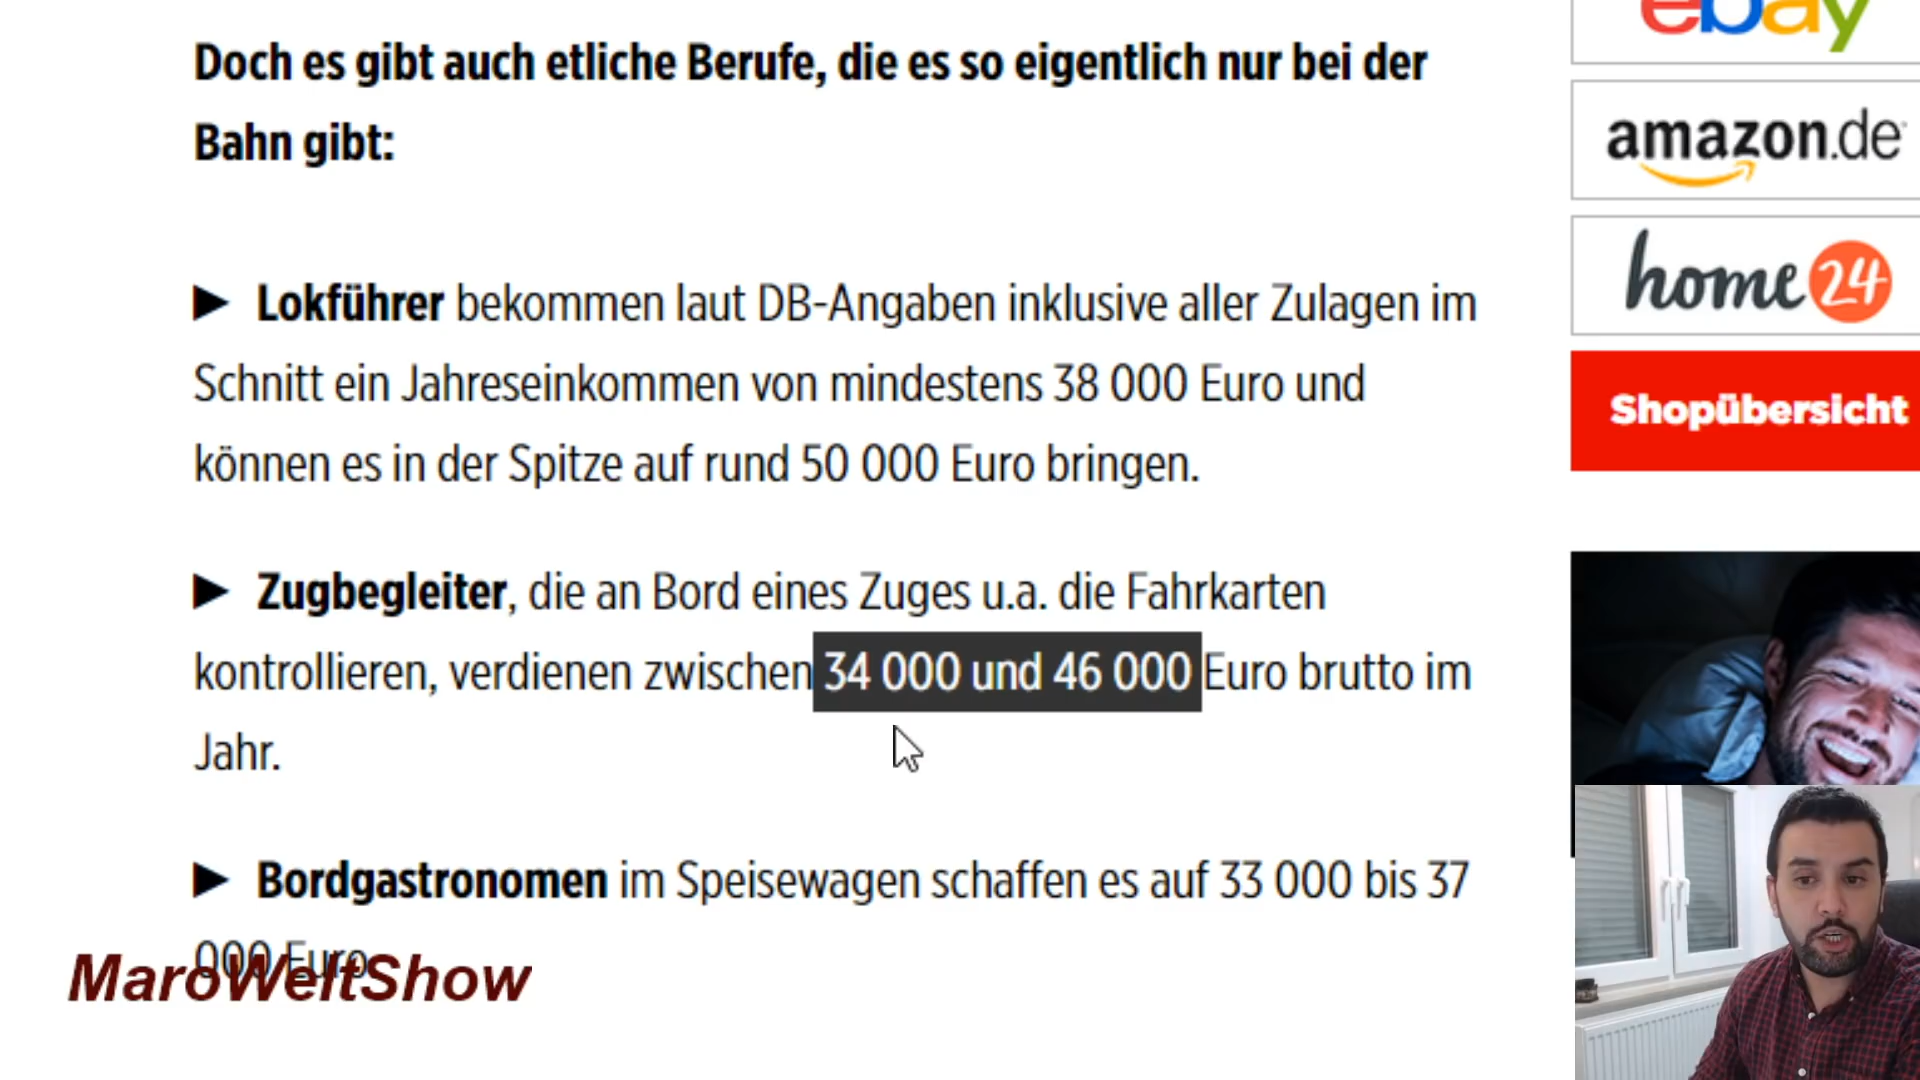 Doch es gibt auch etliche Berufe, die es so eigentlich nur bei der
Bahn gibt:
► Lokführer bekommen laut DB-Angaben inklusive aller Zulagen im
Schnitt ein Jahreseinkommen von mindestens 38 000 Euro und
können es in der Spitze auf rund 50 000 Euro bringen.
► Zugbegleiter, die an Bord eines Zuges u.a. die Fahrkarten
kontrollieren, verdienen zwischen 34 000 und 46 000 Euro brutto im
Jahr.
► Bordgastronomen im Speisewagen schaffen es auf 33 000 bis 37
000 Euro
MaroWeltShow
ebay
amazon.de
home24
Shopübersicht